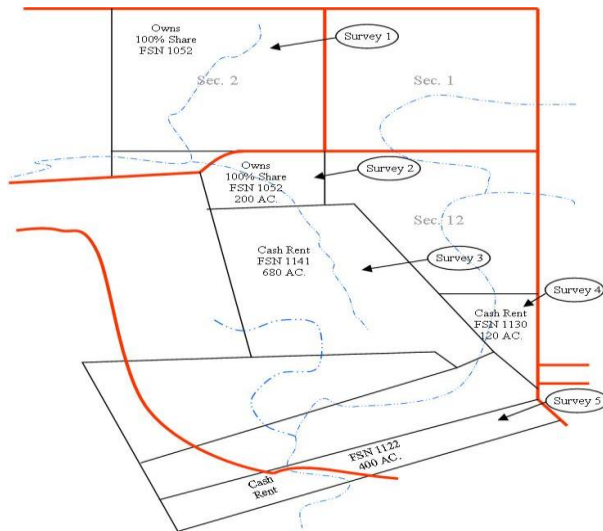 Owns
100% Share
FSN 1052
Survey 1
Sec. 2
Sec. 1
Owns
100% Share
FSN 1052
200 AC.
Survey 2
Sec. 12
Cash Rent
FSN 1141
680 AC.
Survey 3
Survey 4
Cash Rent
FSN 1130
120 AC.
Survey 5
FSN 1122
400 AC.
Cash
Rent